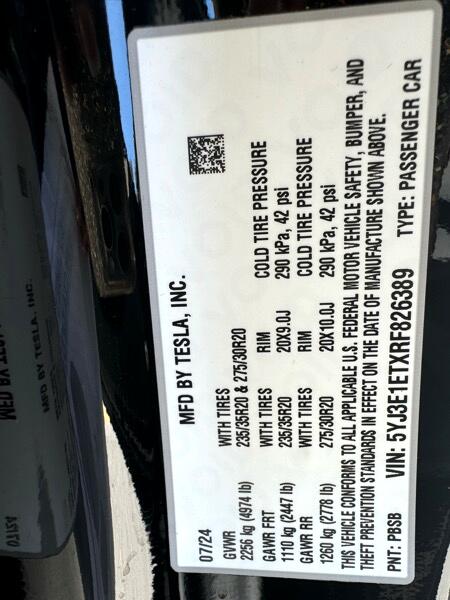 MFD BY TESLA, INC.
07/24
GVWR WITH TIRES
2256 kg (4974 lb) 235/35R20 & 275/30R20
GAWR FRT WITH TIRES RIM COLD TIRE PRESSURE
1110 kg (2447 lb) 235/35R20 20X9.0J 290 kPa, 42 psi
GAWR RR WITH TIRES RIM COLD TIRE PRESSURE
1260 kg (2778 lb) 275/30R20 20X10.0J 290 kPa, 42 psi
THIS VEHICLE CONFORMS TO ALL APPLICABLE U.S. FEDERAL MOTOR VEHICLE SAFETY, BUMPER, AND
THEFT PREVENTION STANDARDS IN EFFECT ON THE DATE OF MANUFACTURE SHOWN ABOVE.
PNT: PBSB VIN: 5YJ3E1ETXRF826389 TYPE: PASSENGER CAR